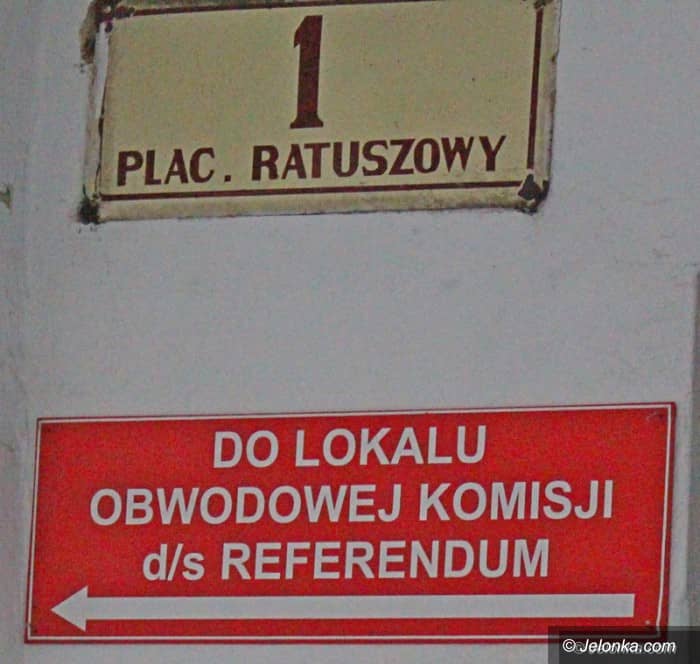 1
PLAC. RATUSZOWY
DO LOKALU
OBWODOWEJ KOMISJI
d/s REFERENDUM
© Jelonka.com